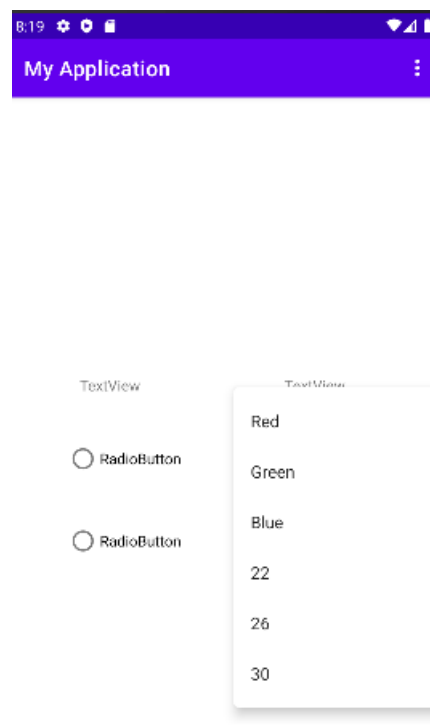 8:19
My Application
TextView TextView
Red
RadioButton
Green
Blue
RadioButton
22
26
30